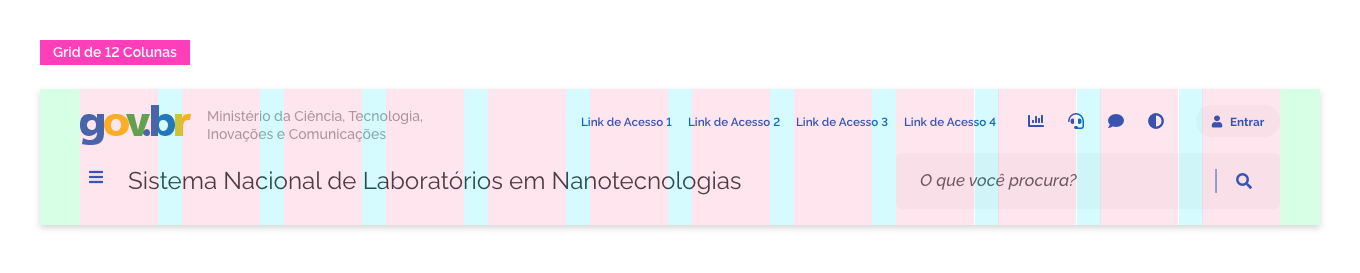 Grid de 12 Colunas
gov.br
Ministério da Ciência, Tecnologia,
Inovações e Comunicações
Link de Acesso 1 Link de Acesso 2 Link de Acesso 3 Link de Acesso 4 Entrar
Sistema Nacional de Laboratórios em Nanotecnologias
O que você procura?